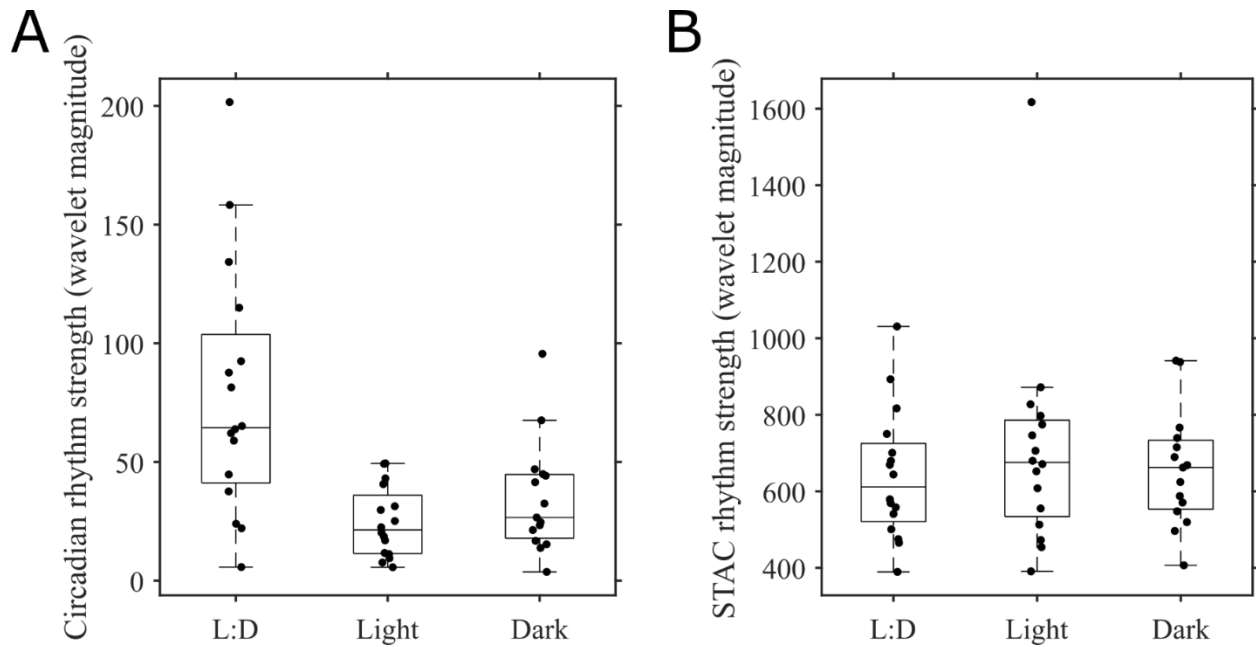 A
Circadian rhythm strength (wavelet magnitude)
200
150
100
50
0
L:D Light Dark
B
STAC rhythm strength (wavelet magnitude)
1600
1400
1200
1000
800
600
400
L:D Light Dark